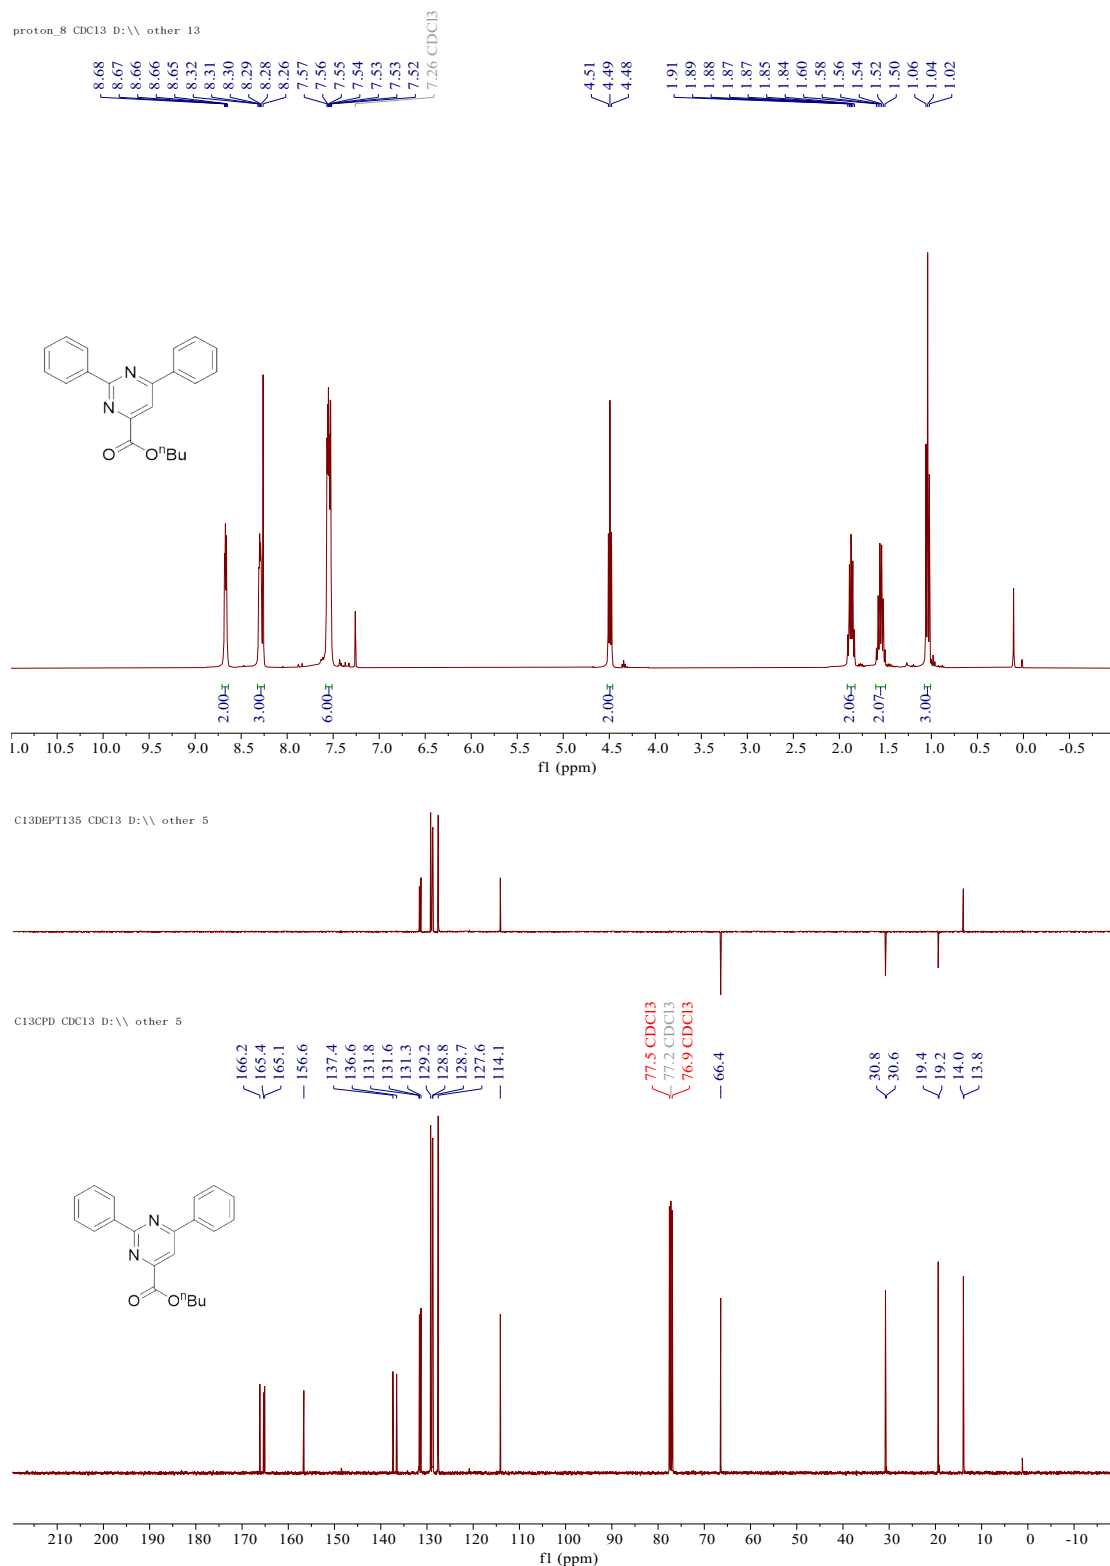 proton_8 CDCl3 D:\\ other 13
8.68 8.67 8.66 8.66 8.65 8.32 8.31 8.30 8.29 8.28 8.26 7.57 7.56 7.55 7.54 7.53 7.53 7.52 7.26 CDCl3 4.51 4.49 4.48 1.91 1.89 1.88 1.87 1.87 1.85 1.84 1.60 1.58 1.56 1.54 1.52 1.50 1.06 1.04 1.02
N
N
O
OⁿBu
2.00 3.00 6.00 2.00 2.06 2.07 3.00
1.0 10.5 10.0 9.5 9.0 8.5 8.0 7.5 7.0 6.5 6.0 5.5 5.0 4.5 4.0 3.5 3.0 2.5 2.0 1.5 1.0 0.5 0.0 -0.5
f1 (ppm)
C13DEPT135 CDCl3 D:\\ other 5
C13CPD CDCl3 D:\\ other 5
166.2 165.4 165.1 156.6 137.4 136.6 131.8 131.6 131.3 129.2 128.8 128.7 127.6 114.1 77.5 CDCl3 77.2 CDCl3 76.9 CDCl3 66.4 30.8 30.6 19.4 19.2 14.0 13.8
N
N
O
OⁿBu
210 200 190 180 170 160 150 140 130 120 110 100 90 80 70 60 50 40 30 20 10 0 -10
f1 (ppm)